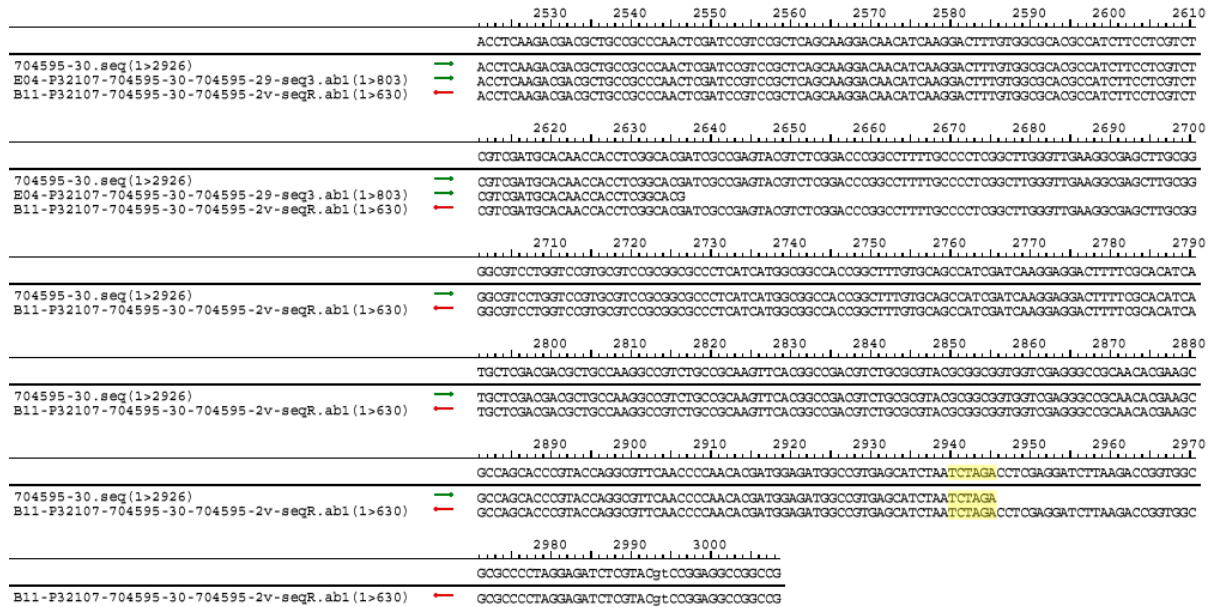 2530 2540 2550 2560 2570 2580 2590 2600 2610
ACCTCAAGACGACGCTGCCGCCCAACTCGATCCGTCCGCTCAGCAAGGACAACATCAAGGACTTTGTGGCGCACGCCATCTTCCTCGTCT
704595-30.seq(1>2926) ACCTCAAGACGACGCTGCCGCCCAACTCGATCCGTCCGCTCAGCAAGGACAACATCAAGGACTTTGTGGCGCACGCCATCTTCCTCGTCT
E04-P32107-704595-30-704595-29-seq3.ab1(1>803) ACCTCAAGACGACGCTGCCGCCCAACTCGATCCGTCCGCTCAGCAAGGACAACATCAAGGACTTTGTGGCGCACGCCATCTTCCTCGTCT
B11-P32107-704595-30-704595-2v-seqR.ab1(1>630) ACCTCAAGACGACGCTGCCGCCCAACTCGATCCGTCCGCTCAGCAAGGACAACATCAAGGACTTTGTGGCGCACGCCATCTTCCTCGTCT
2620 2630 2640 2650 2660 2670 2680 2690 2700
CGTCGATGCACAACCACCTCGGCACGATCGCCGAGTACGTCTCGGACCCGGCCTTTTGCCCCTCGGCTTGGGTTGAAGGCGAGCTTGCGG
704595-30.seq(1>2926) CGTCGATGCACAACCACCTCGGCACGATCGCCGAGTACGTCTCGGACCCGGCCTTTTGCCCCTCGGCTTGGGTTGAAGGCGAGCTTGCGG
E04-P32107-704595-30-704595-29-seq3.ab1(1>803) CGTCGATGCACAACCACCTCGGCACG
B11-P32107-704595-30-704595-2v-seqR.ab1(1>630) CGTCGATGCACAACCACCTCGGCACGATCGCCGAGTACGTCTCGGACCCGGCCTTTTGCCCCTCGGCTTGGGTTGAAGGCGAGCTTGCGG
2710 2720 2730 2740 2750 2760 2770 2780 2790
GGCGTCCTGGTCCGTGCGTCCGCGGCGCCCTCATCATGGCGGCCACCGGCTTTGTGCAGCCATCGATCAAGGAGGACTTTTCGCACATCA
704595-30.seq(1>2926) GGCGTCCTGGTCCGTGCGTCCGCGGCGCCCTCATCATGGCGGCCACCGGCTTTGTGCAGCCATCGATCAAGGAGGACTTTTCGCACATCA
B11-P32107-704595-30-704595-2v-seqR.ab1(1>630) GGCGTCCTGGTCCGTGCGTCCGCGGCGCCCTCATCATGGCGGCCACCGGCTTTGTGCAGCCATCGATCAAGGAGGACTTTTCGCACATCA
2800 2810 2820 2830 2840 2850 2860 2870 2880
TGCTCGACGACGCTGCCAAGGCCGTCTGCCGCAAGTTCACGGCCGACGTCTGCGCGTACGCGGCGGTGGTCGAGGGCCGCAACACGAAGC
704595-30.seq(1>2926) TGCTCGACGACGCTGCCAAGGCCGTCTGCCGCAAGTTCACGGCCGACGTCTGCGCGTACGCGGCGGTGGTCGAGGGCCGCAACACGAAGC
B11-P32107-704595-30-704595-2v-seqR.ab1(1>630) TGCTCGACGACGCTGCCAAGGCCGTCTGCCGCAAGTTCACGGCCGACGTCTGCGCGTACGCGGCGGTGGTCGAGGGCCGCAACACGAAGC
2890 2900 2910 2920 2930 2940 2950 2960 2970
GCCAGCACCCGTACCAGGCGTTCAACCCCAACACGATGGAGATGGCCGTGAGCATCTAATCTAGACCTCGAGGATCTTAAGACCGGTGGC
704595-30.seq(1>2926) GCCAGCACCCGTACCAGGCGTTCAACCCCAACACGATGGAGATGGCCGTGAGCATCTAATCTAGA
B11-P32107-704595-30-704595-2v-seqR.ab1(1>630) GCCAGCACCCGTACCAGGCGTTCAACCCCAACACGATGGAGATGGCCGTGAGCATCTAATCTAGACCTCGAGGATCTTAAGACCGGTGGC
2980 2990 3000
GCGCCCCTAGGAGATCTCGTACgtCCGGAGGCCGGCCG
B11-P32107-704595-30-704595-2v-seqR.ab1(1>630) GCGCCCCTAGGAGATCTCGTACgtCCGGAGGCCGGCCG